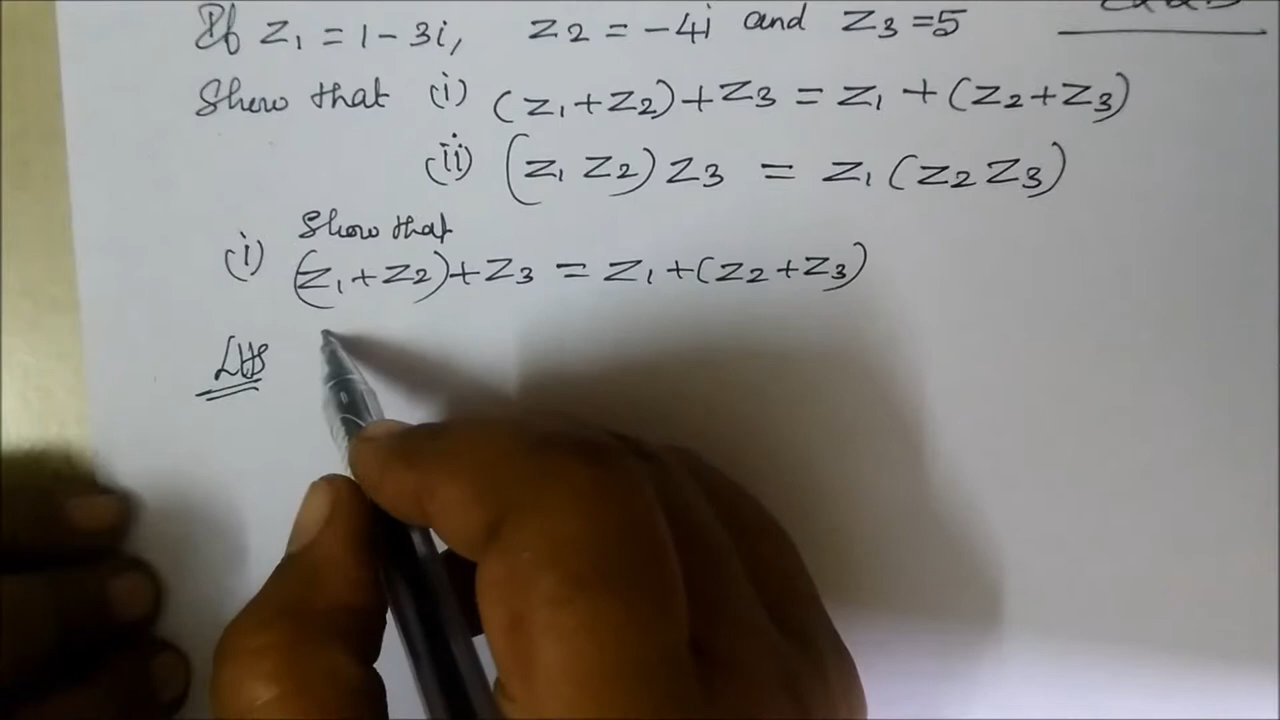 If Z₁ = 1 - 3i, Z₂ = -4i and Z₃ = 5
Show that (i) (Z₁+Z₂)+Z₃ = Z₁ + (Z₂+Z₃)
(ii) (Z₁ Z₂) Z₃ = Z₁ (Z₂ Z₃)
Show that
(i) (Z₁+Z₂)+Z₃ = Z₁+(Z₂+Z₃)
LHS